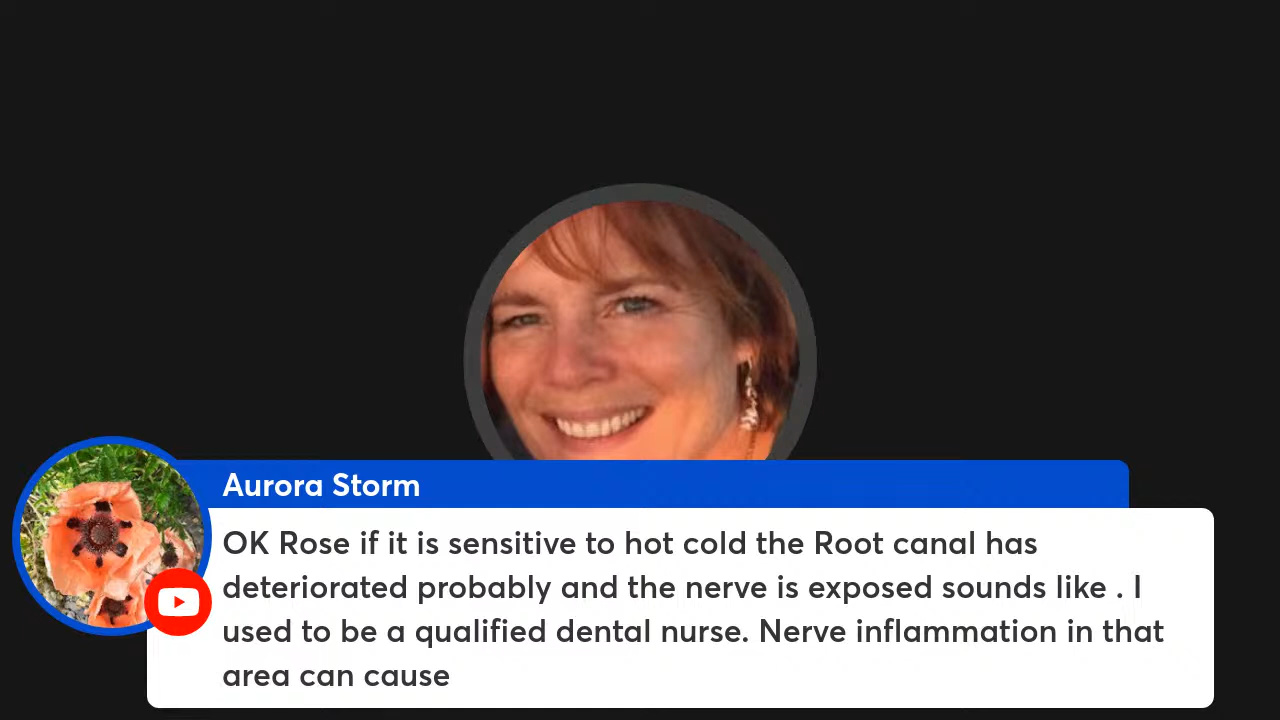 Aurora Storm
OK Rose if it is sensitive to hot cold the Root canal has
deteriorated probably and the nerve is exposed sounds like . I
used to be a qualified dental nurse. Nerve inflammation in that
area can cause